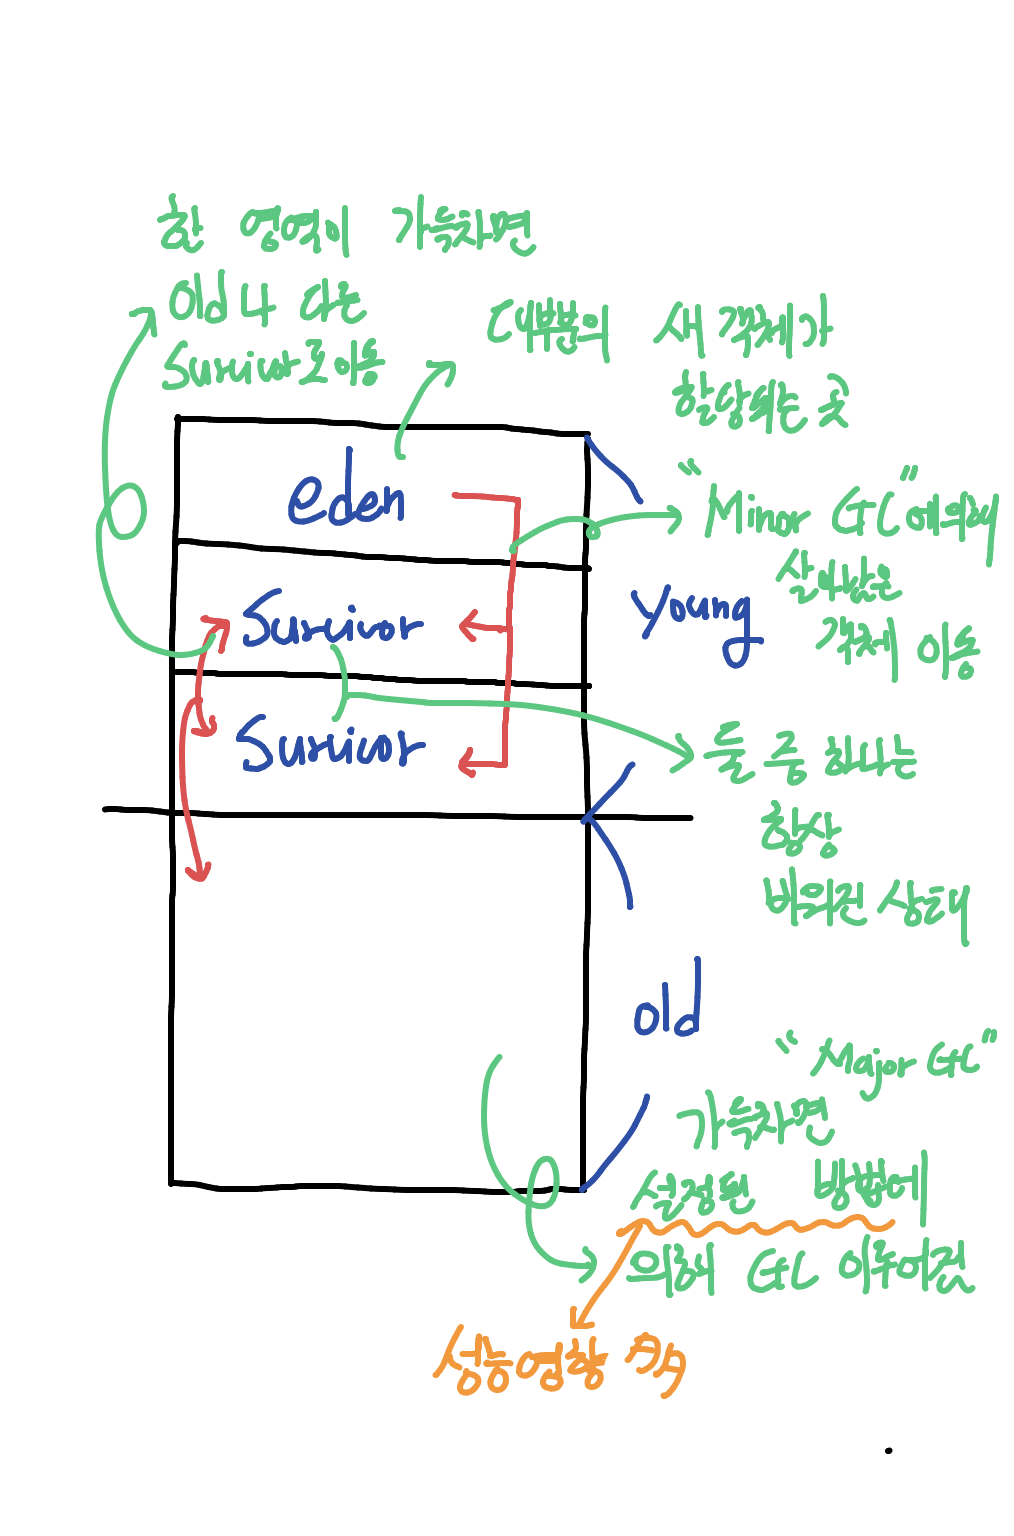 한 영역이 가득차면
old나 다른
Survivor로 이동
대부분의 새 객체가
할당되는 곳
eden
"Minor GC"에 의해
살아남은
객체 이동
Survivor
young
Survivor
둘 중 하나는
항상
비워진 상태
old
"Major GC"
가득차면
설정된 방법에
의해 GC 이루어짐
성능영향